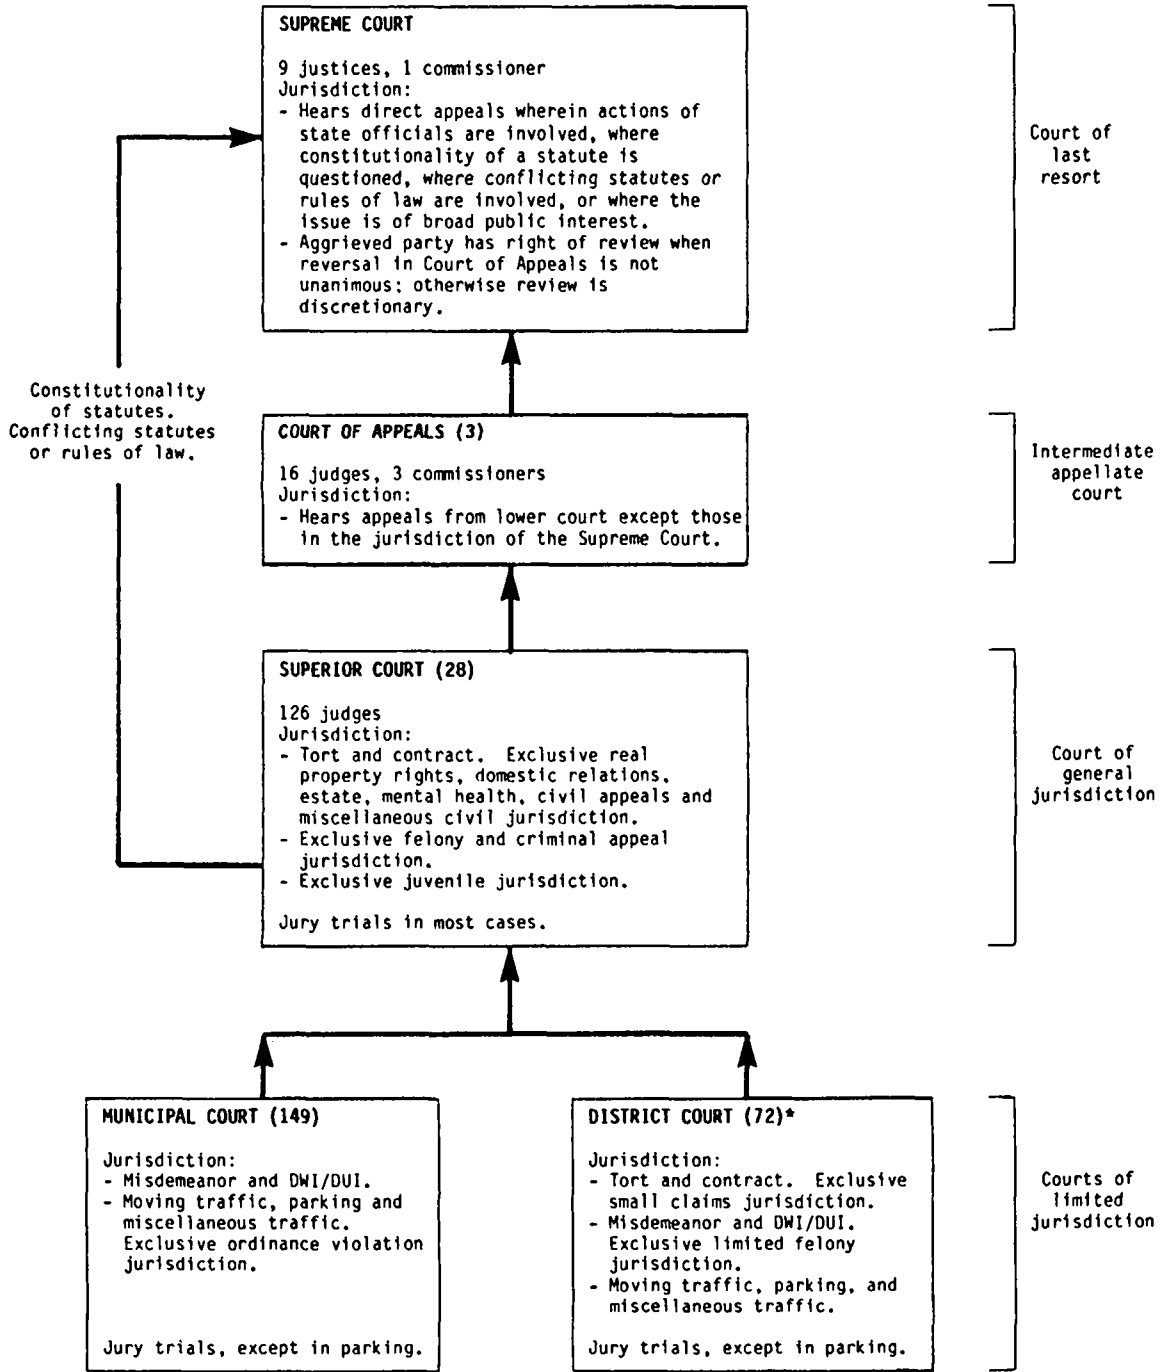 SUPREME COURT
9 justices, 1 commissioner
Jurisdiction:
- Hears direct appeals wherein actions of
state officials are involved, where
constitutionality of a statute is
questioned, where conflicting statutes or
rules of law are involved, or where the
issue is of broad public interest.
- Aggrieved party has right of review when
reversal in Court of Appeals is not
unanimous; otherwise review is
discretionary.
Court of
last
resort
Constitutionality
of statutes.
Conflicting statutes
or rules of law.
COURT OF APPEALS (3)
16 judges, 3 commissioners
Jurisdiction:
- Hears appeals from lower court except those
in the jurisdiction of the Supreme Court.
Intermediate
appellate
court
SUPERIOR COURT (28)
126 judges
Jurisdiction:
- Tort and contract. Exclusive real
property rights, domestic relations,
estate, mental health, civil appeals and
miscellaneous civil jurisdiction.
- Exclusive felony and criminal appeal
jurisdiction.
- Exclusive juvenile jurisdiction.
Jury trials in most cases.
Court of
general
jurisdiction
MUNICIPAL COURT (149)
Jurisdiction:
- Misdemeanor and DWI/DUI.
- Moving traffic, parking and
miscellaneous traffic.
Exclusive ordinance violation
jurisdiction.
Jury trials, except in parking.
DISTRICT COURT (72)*
Jurisdiction:
- Tort and contract. Exclusive
small claims jurisdiction.
- Misdemeanor and DWI/DUI.
Exclusive limited felony
jurisdiction.
- Moving traffic, parking, and
miscellaneous traffic.
Jury trials, except in parking.
Courts of
limited
jurisdiction